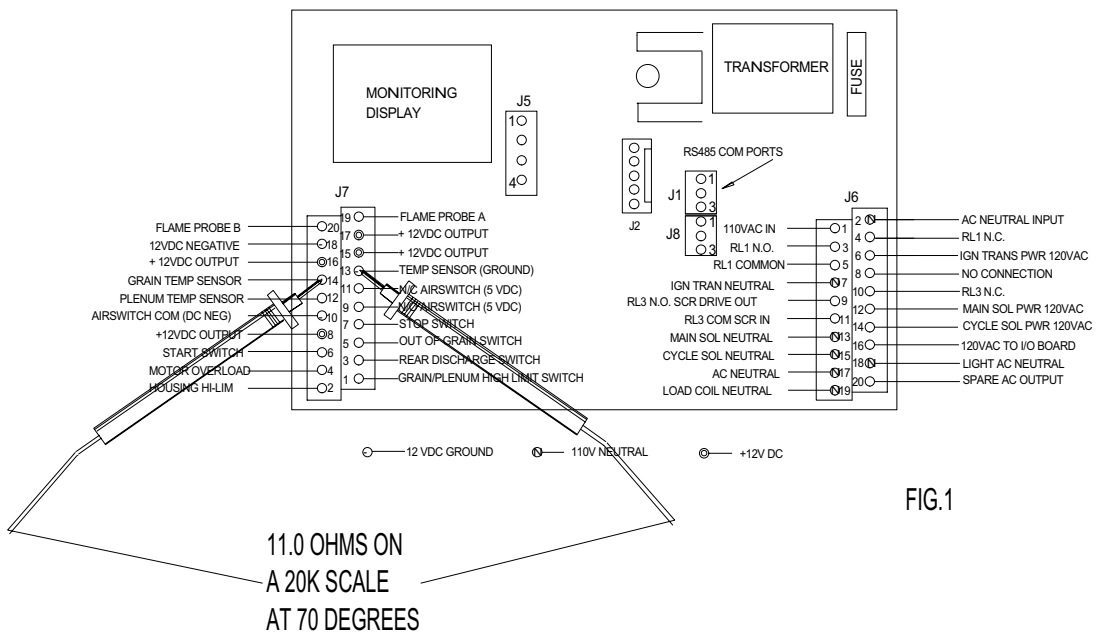 MONITORING
DISPLAY
J5
1
4
TRANSFORMER
FUSE
RS485 COM PORTS
J2
J1
1
3
J8
1
3
J7
FLAME PROBE B
12VDC NEGATIVE
+ 12VDC OUTPUT
GRAIN TEMP SENSOR
PLENUM TEMP SENSOR
AIRSWITCH COM (DC NEG)
+12VDC OUTPUT
START SWITCH
MOTOR OVERLOAD
HOUSING HI-LIM
20
18
16
14
12
10
8
6
4
2
19
17
15
13
11
9
7
5
3
1
FLAME PROBE A
+ 12VDC OUTPUT
+ 12VDC OUTPUT
TEMP SENSOR (GROUND)
N/C AIRSWITCH (5 VDC)
N/O AIRSWITCH (5 VDC)
STOP SWITCH
OUT OF GRAIN SWITCH
REAR DISCHARGE SWITCH
GRAIN/PLENUM HIGH LIMIT SWITCH
J6
110VAC IN
RL1 N.O.
RL1 COMMON
IGN TRAN NEUTRAL
RL3 N.O. SCR DRIVE OUT
RL3 COM SCR IN
MAIN SOL NEUTRAL
CYCLE SOL NEUTRAL
AC NEUTRAL
LOAD COIL NEUTRAL
1
3
5
N7
9
11
N13
N15
N17
N19
2 N
4
6
8
10
12
14
16
18 N
20
AC NEUTRAL INPUT
RL1 N.C.
IGN TRANS PWR 120VAC
NO CONNECTION
RL3 N.C.
MAIN SOL PWR 120VAC
CYCLE SOL PWR 120VAC
120VAC TO I/O BOARD
LIGHT AC NEUTRAL
SPARE AC OUTPUT
12 VDC GROUND
N 110V NEUTRAL
+12V DC
FIG.1
11.0 OHMS ON
A 20K SCALE
AT 70 DEGREES